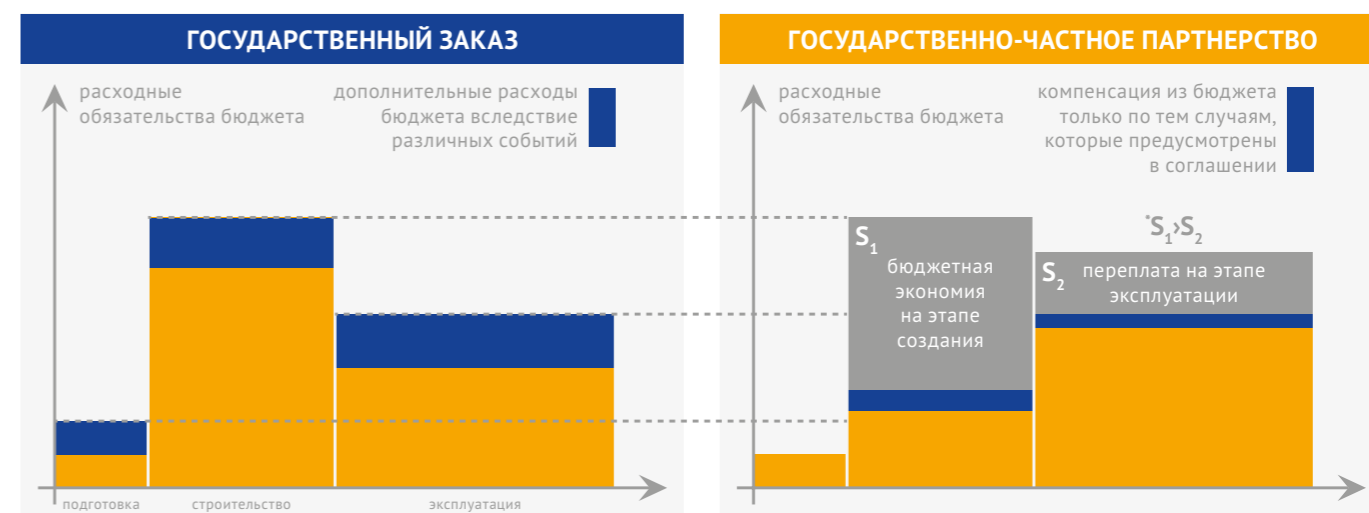 ГОСУДАРСТВЕННЫЙ ЗАКАЗ
расходные
обязательства бюджета
дополнительные расходы
бюджета вследствие
различных событий
подготовка
строительство
эксплуатация
ГОСУДАРСТВЕННО-ЧАСТНОЕ ПАРТНЕРСТВО
расходные
обязательства бюджета
компенсация из бюджета
только по тем случаям,
которые предусмотрены
в соглашении
S1
бюджетная
экономия
на этапе
создания
*S1›S2
S2
переплата на этапе
эксплуатации